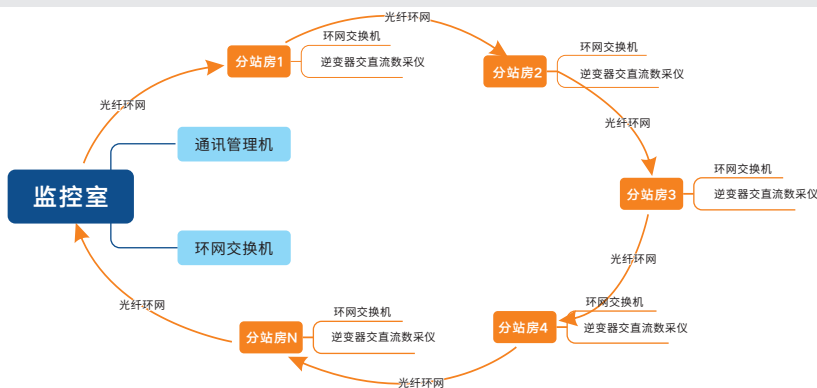 光纤环网
环网交换机
分站房1
逆变器交直流数采仪
环网交换机
分站房2
逆变器交直流数采仪
光纤环网
光纤环网
通讯管理机
环网交换机
监控室
分站房3
逆变器交直流数采仪
环网交换机
光纤环网
光纤环网
环网交换机
分站房N
逆变器交直流数采仪
环网交换机
分站房4
逆变器交直流数采仪
光纤环网